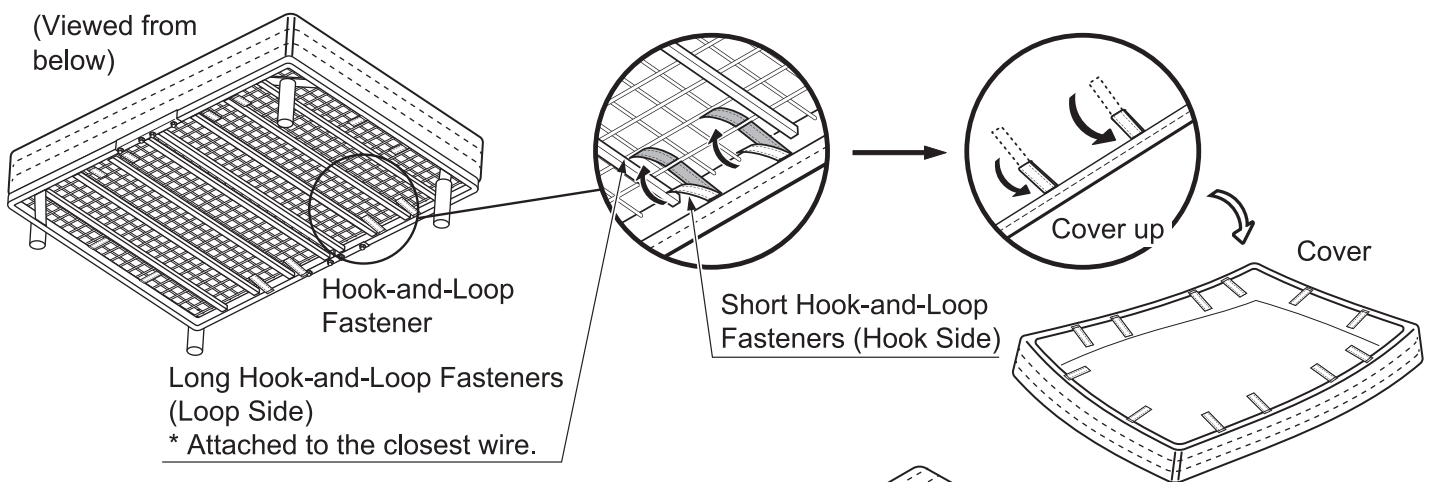 (Viewed from
below)
Hook-and-Loop
Fastener
Long Hook-and-Loop Fasteners
(Loop Side)
* Attached to the closest wire.
Short Hook-and-Loop
Fasteners (Hook Side)
Cover up
Cover